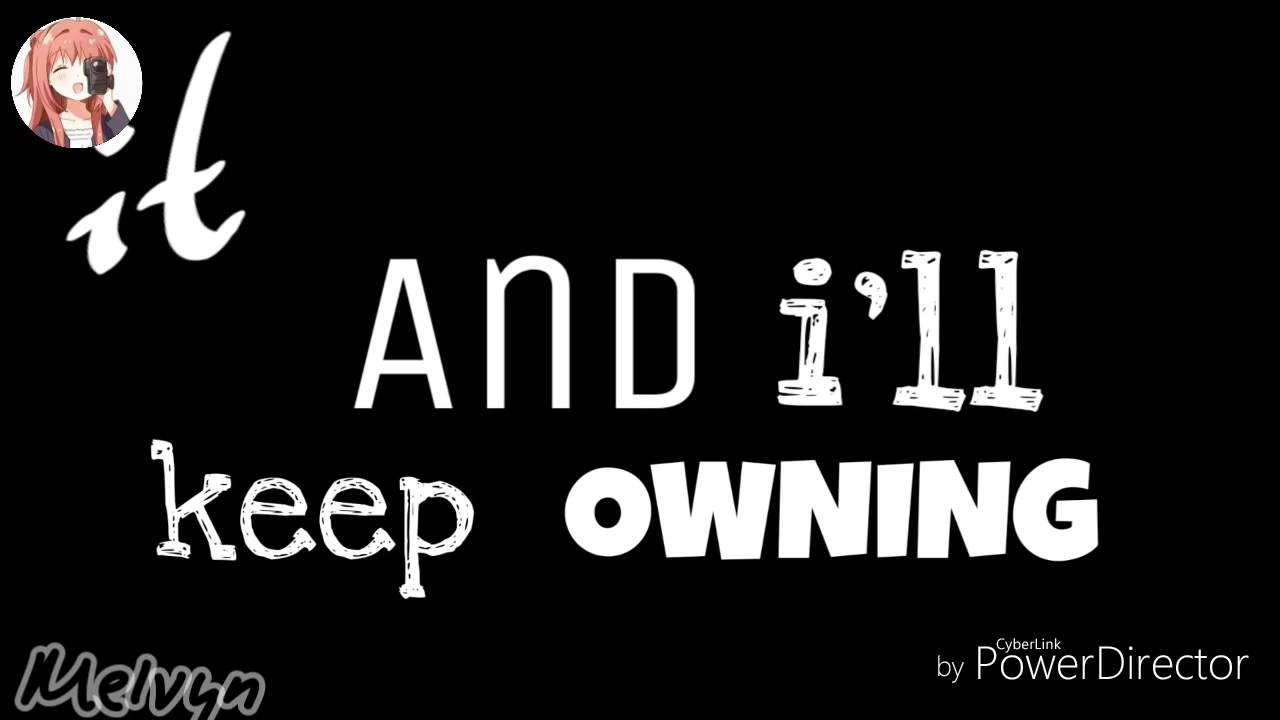 it
AnD i'll
keep OWNING
Melvyn
CyberLink
by PowerDirector